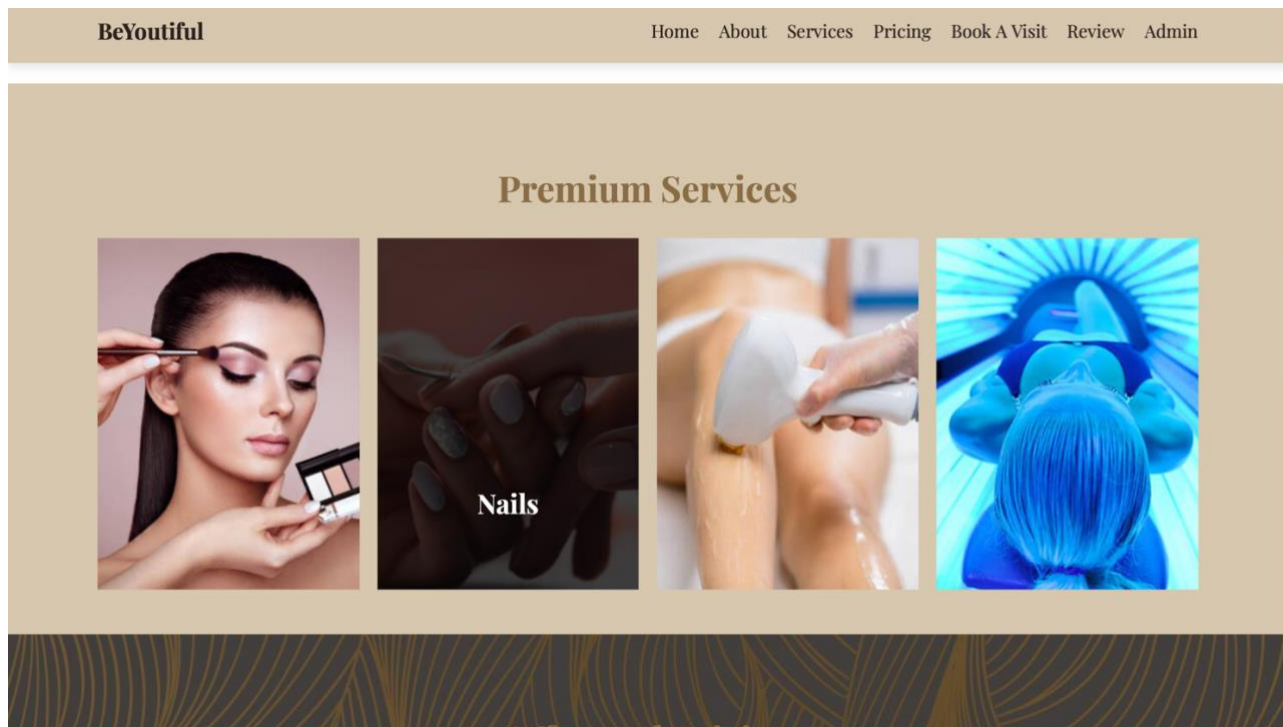 BeYoutiful
Home About Services Pricing Book A Visit Review Admin
Premium Services
Nails